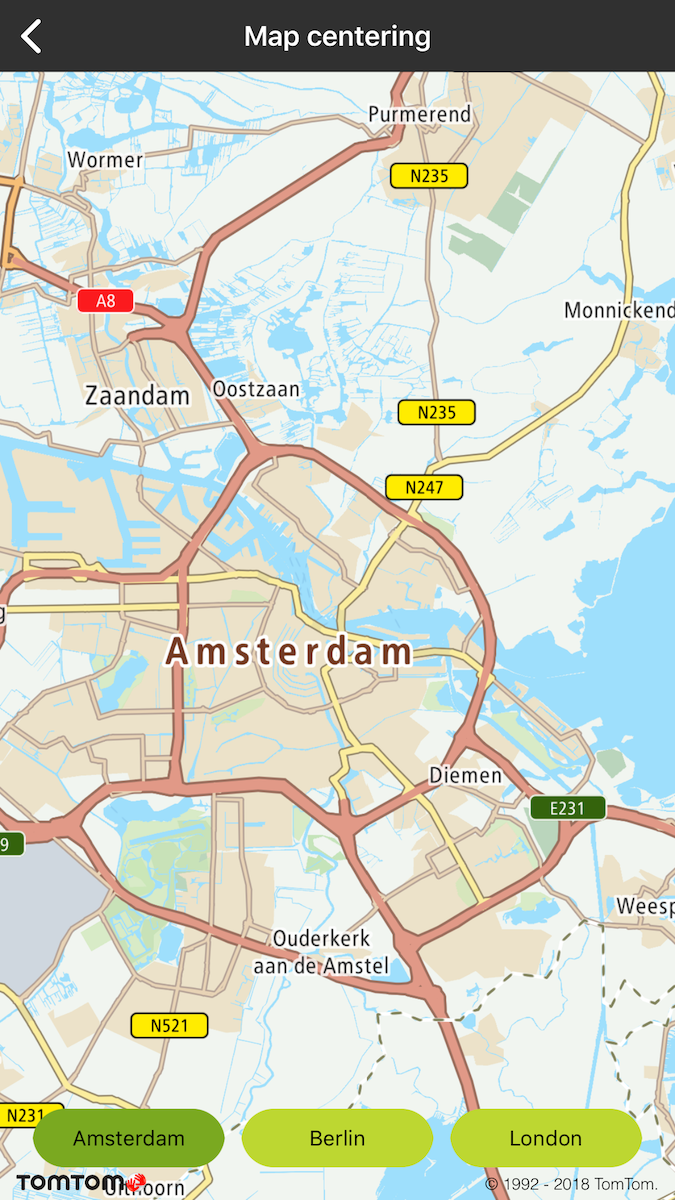 Map centering
Purmerend
Wormer
N235
A8
Monnickend
Zaandam
Oostzaan
N235
N247
g
Amsterdam
Diemen
E231
9
Weesp
Ouderkerk
aan de Amstel
N521
N231
Amsterdam
Berlin
London
TOMTOM
Uithoorn
© 1992 - 2018 TomTom.